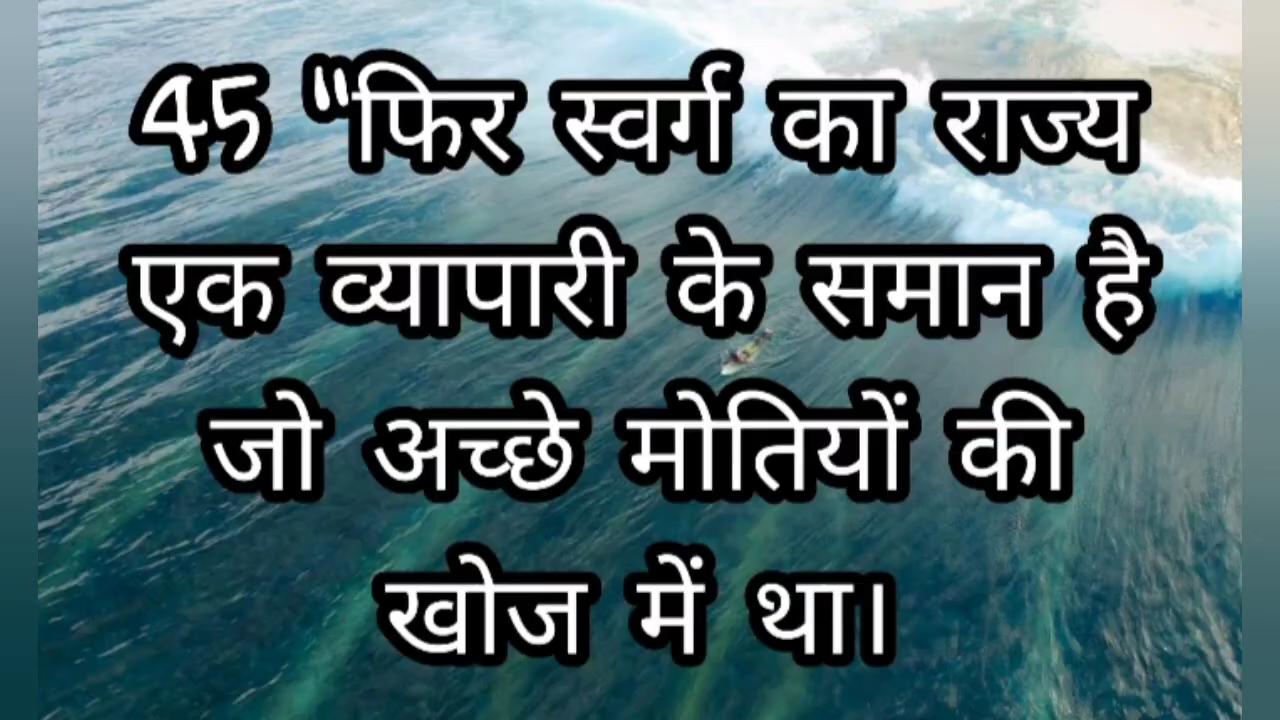 45 "फिर स्वर्ग का राज्य
एक व्यापारी के समान है
जो अच्छे मोतियों की
खोज में था।